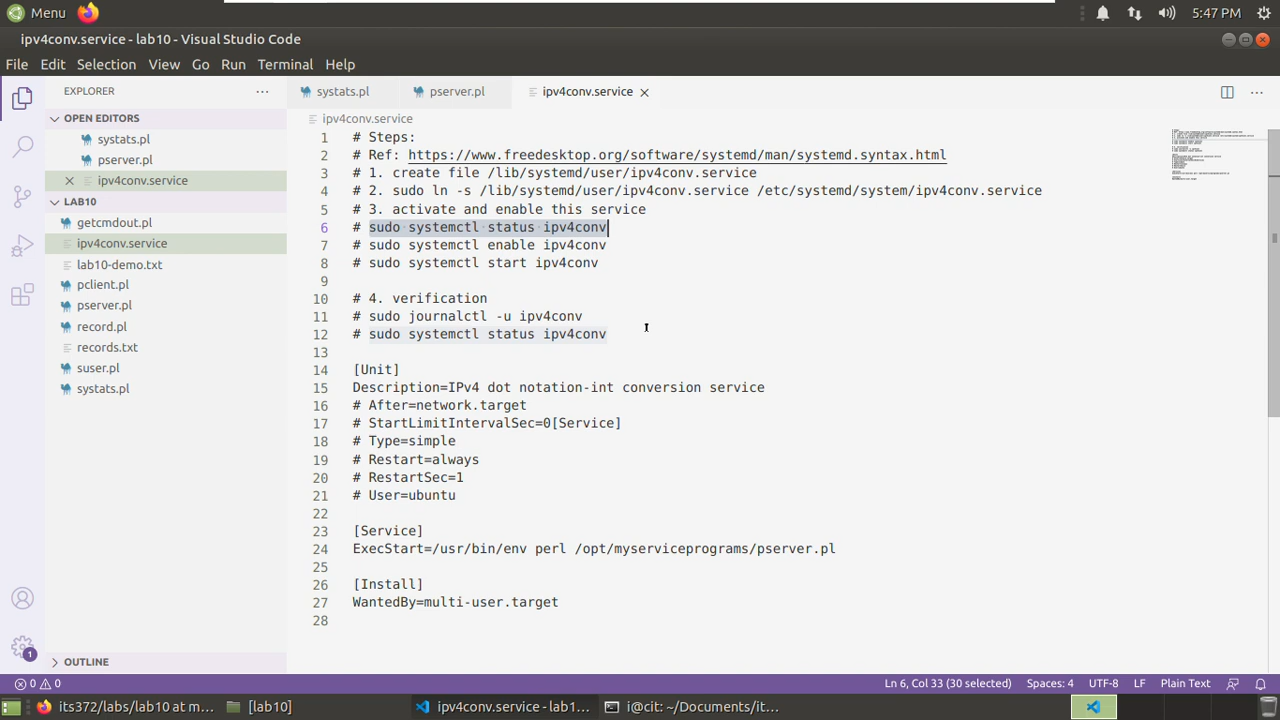 Menu
5:47 PM
ipv4conv.service - lab10 - Visual Studio Code
File Edit Selection View Go Run Terminal Help
EXPLORER
OPEN EDITORS
systats.pl
pserver.pl
ipv4conv.service
LAB10
getcmdout.pl
ipv4conv.service
lab10-demo.txt
pclient.pl
pserver.pl
record.pl
records.txt
suser.pl
systats.pl
OUTLINE
systats.pl pserver.pl ipv4conv.service
ipv4conv.service
1 # Steps:
2 # Ref: https://www.freedesktop.org/software/systemd/man/systemd.syntax.html
3 # 1. create file /lib/systemd/user/ipv4conv.service
4 # 2. sudo ln -s /lib/systemd/user/ipv4conv.service /etc/systemd/system/ipv4conv.service
5 # 3. activate and enable this service
6 # sudo systemctl status ipv4conv
7 # sudo systemctl enable ipv4conv
8 # sudo systemctl start ipv4conv
9
10 # 4. verification
11 # sudo journalctl -u ipv4conv
12 # sudo systemctl status ipv4conv
13
14 [Unit]
15 Description=IPv4 dot notation-int conversion service
16 # After=network.target
17 # StartLimitIntervalSec=0[Service]
18 # Type=simple
19 # Restart=always
20 # RestartSec=1
21 # User=ubuntu
22
23 [Service]
24 ExecStart=/usr/bin/env perl /opt/myserviceprograms/pserver.pl
25
26 [Install]
27 WantedBy=multi-user.target
28
1
0 0
Ln 6, Col 33 (30 selected) Spaces: 4 UTF-8 LF Plain Text
its372/labs/lab10 at m... [lab10] ipv4conv.service - lab1... i@cit: ~/Documents/it...